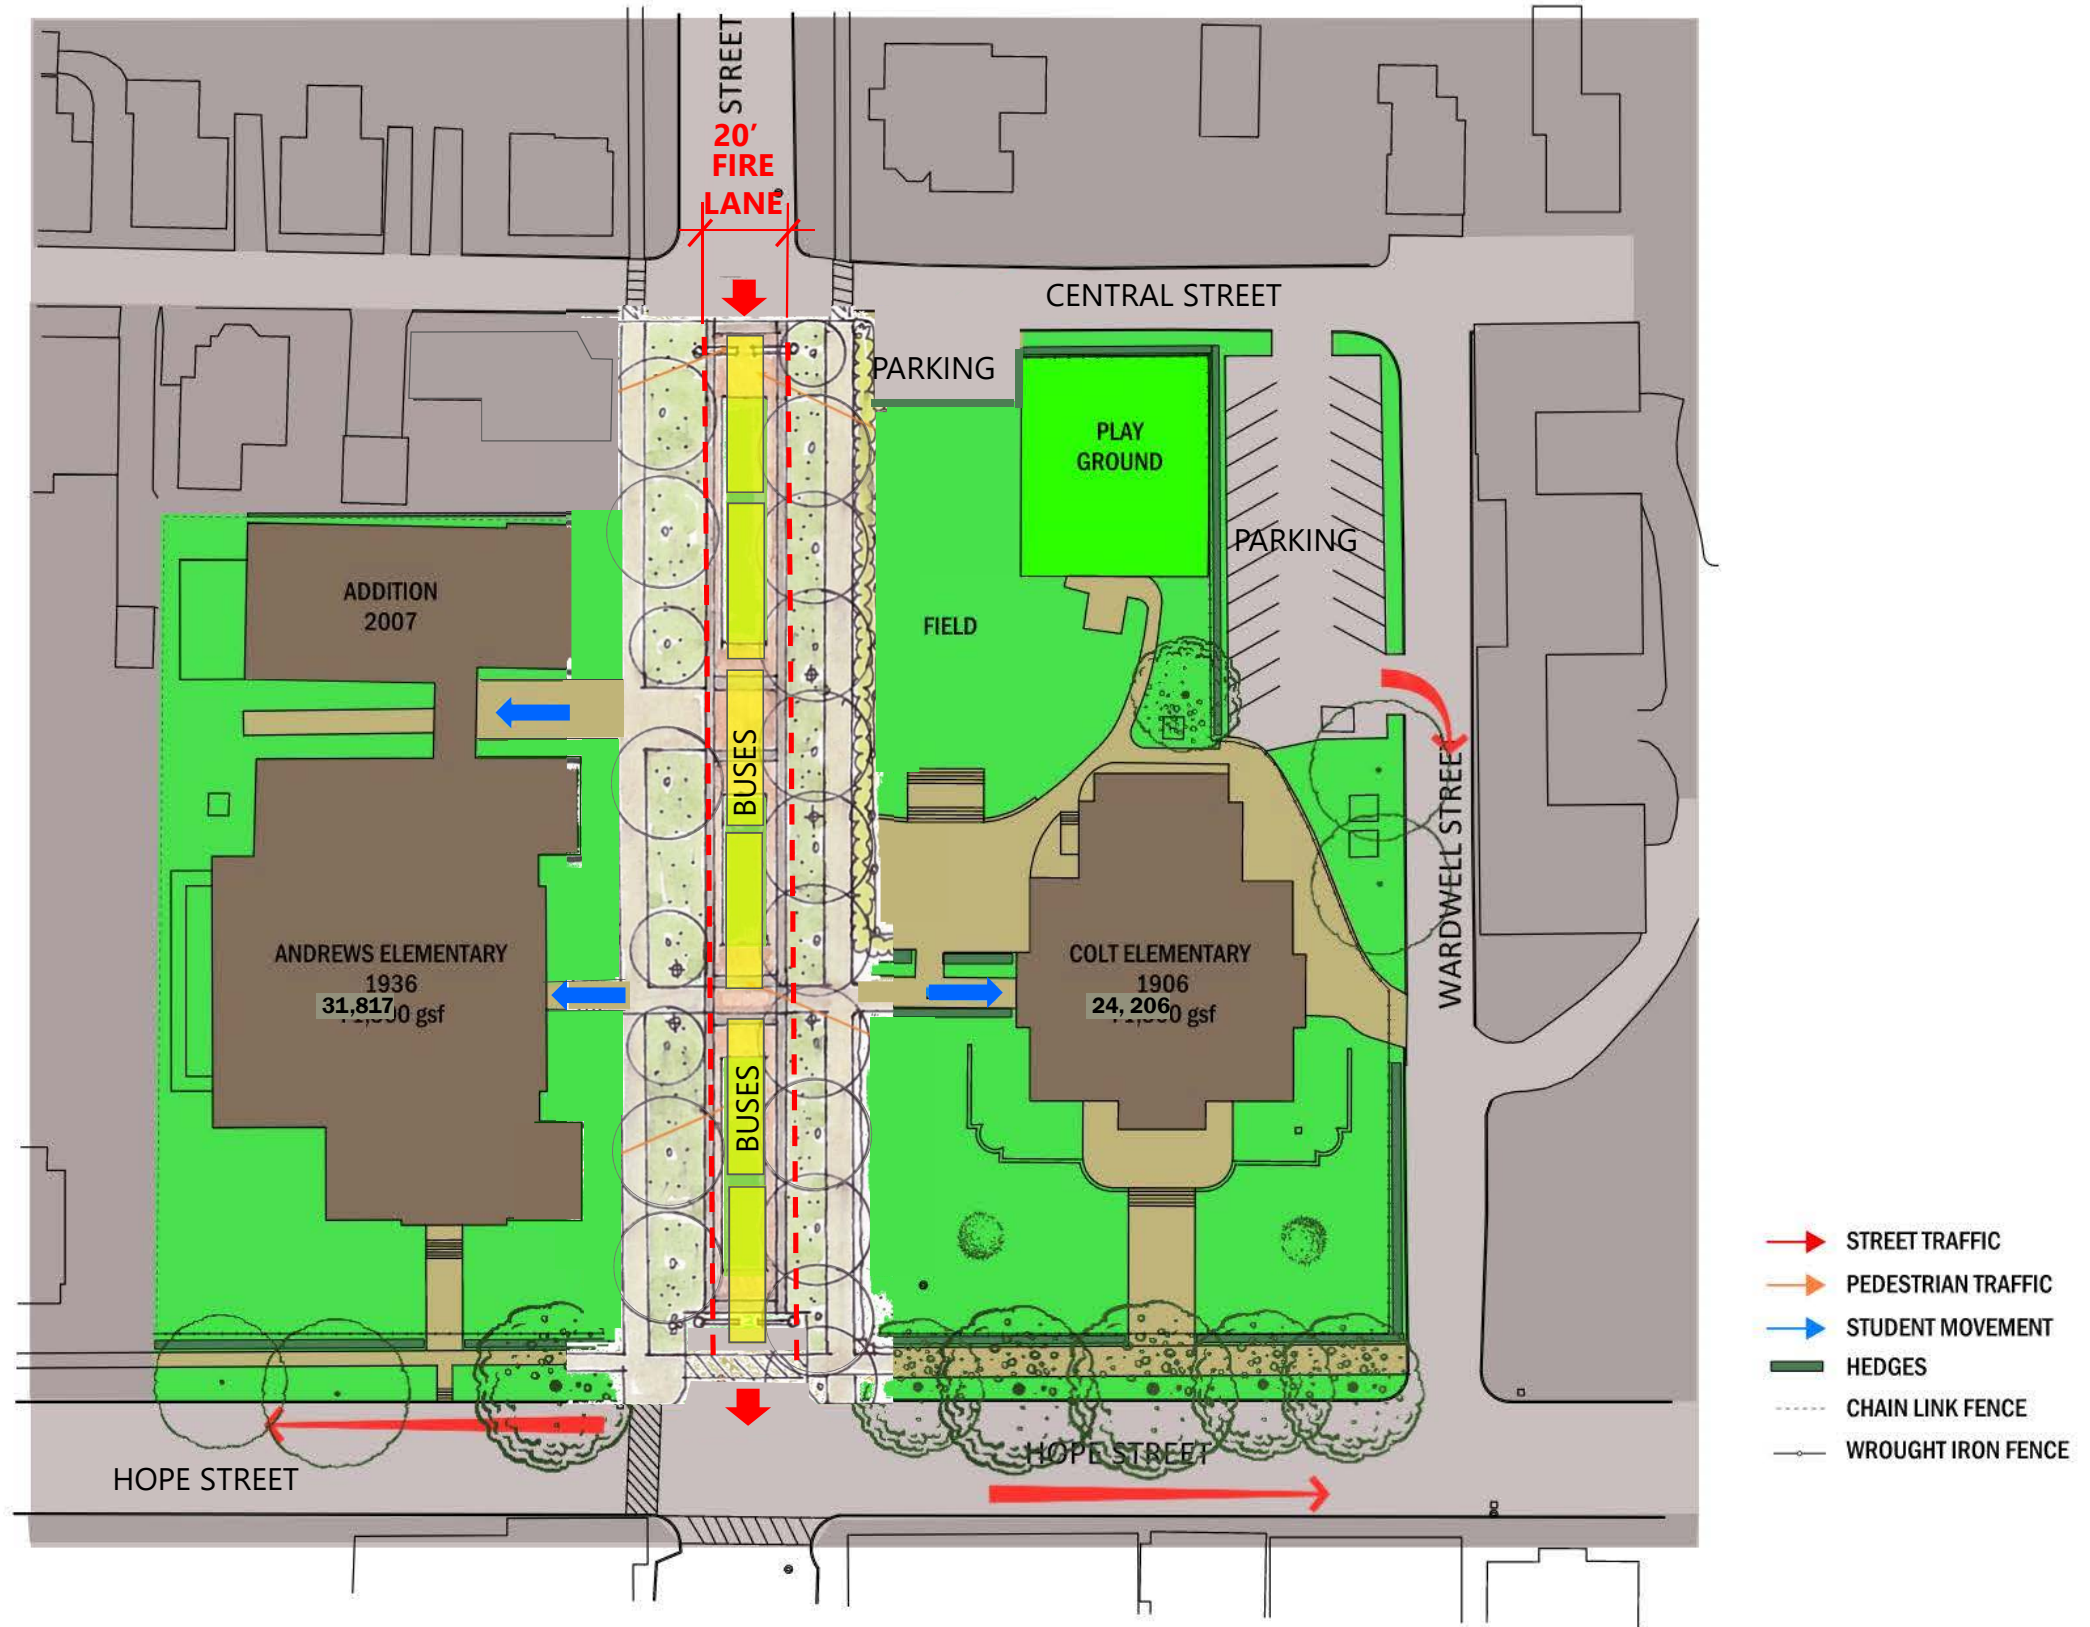 STREET
20’
FIRE
LANE
CENTRAL STREET
PARKING
PLAY
GROUND
PARKING
ADDITION
2007
FIELD
BUSES
WARDWELL STREET
ANDREWS ELEMENTARY
1936
31,817
gsf
COLT ELEMENTARY
1906
24, 206
gsf
BUSES
STREET TRAFFIC
PEDESTRIAN TRAFFIC
STUDENT MOVEMENT
HEDGES
CHAIN LINK FENCE
WROUGHT IRON FENCE
HOPE STREET
HOPE STREET